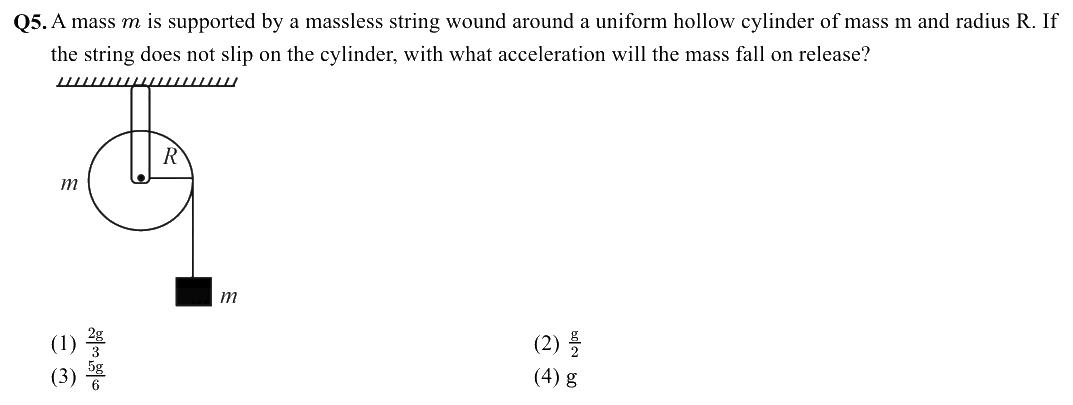 Q5. A mass m is supported by a massless string wound around a uniform hollow cylinder of mass m and radius R. If
the string does not slip on the cylinder, with what acceleration will the mass fall on release?
R
m
m
(1) 2g/3 (2) g/2
(3) 5g/6 (4) g